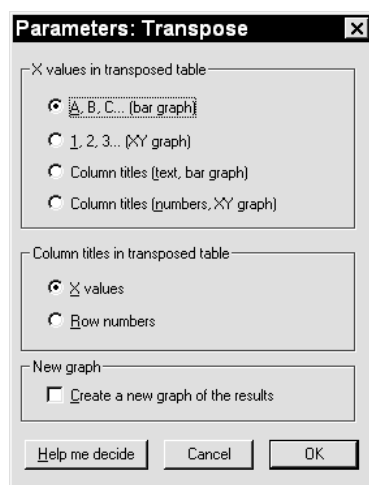 Parameters: Transpose
X values in transposed table
A, B, C... (bar graph)
1, 2, 3... (XY graph)
Column titles (text, bar graph)
Column titles (numbers, XY graph)
Column titles in transposed table
X values
Row numbers
New graph
Create a new graph of the results
Help me decide Cancel OK